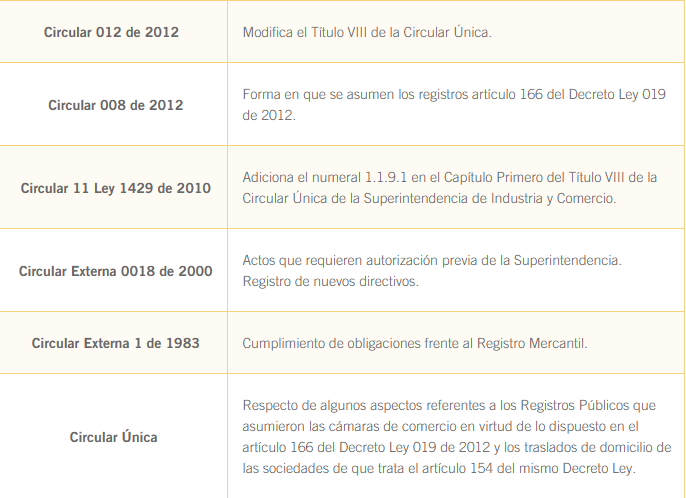 Circular 012 de 2012
Modifica el Título VIII de la Circular Única.
Circular 008 de 2012
Forma en que se asumen los registros artículo 166 del Decreto Ley 019
de 2012.
Circular 11 Ley 1429 de 2010
Adiciona el numeral 1.1.9.1 en el Capítulo Primero del Título VIII de la
Circular Única de la Superintendencia de Industria y Comercio.
Circular Externa 0018 de 2000
Actos que requieren autorización previa de la Superintendencia.
Registro de nuevos directivos.
Circular Externa 1 de 1983
Cumplimiento de obligaciones frente al Registro Mercantil.
Circular Única
Respecto de algunos aspectos referentes a los Registros Públicos que
asumieron las cámaras de comercio en virtud de lo dispuesto en el
artículo 166 del Decreto Ley 019 de 2012 y los traslados de domicilio de
las sociedades de que trata el artículo 154 del mismo Decreto Ley.